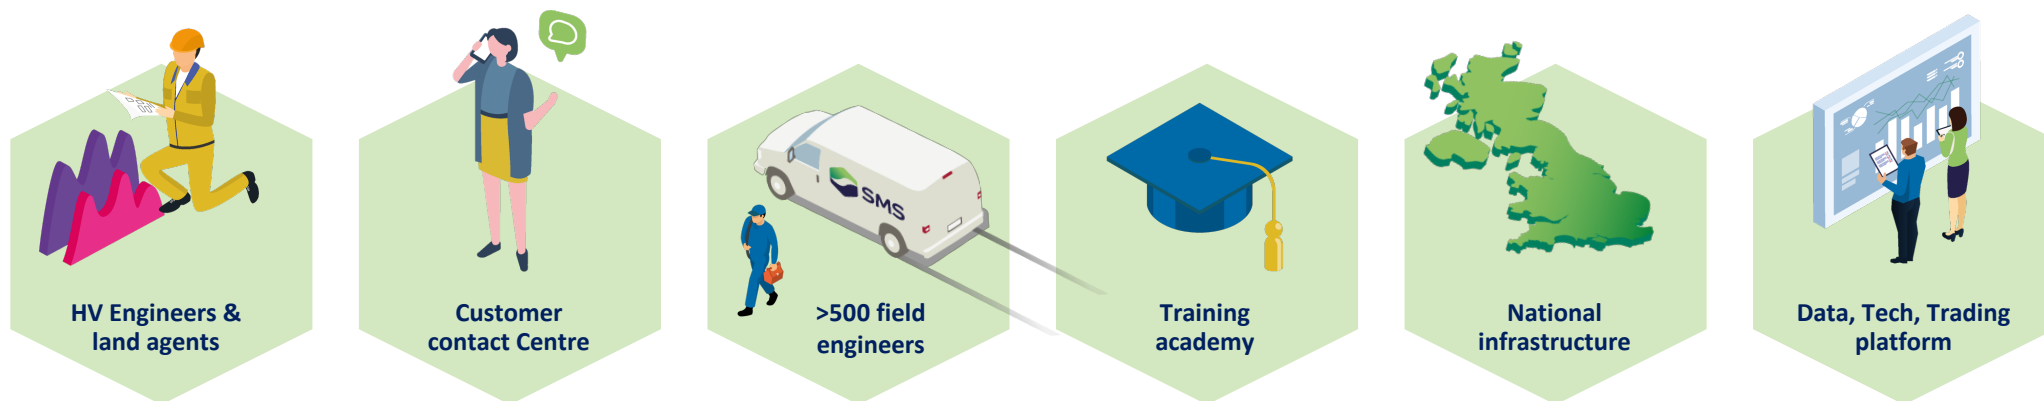 SMS
HV Engineers &
land agents
Customer
contact Centre
>500 field
engineers
Training
academy
National
infrastructure
Data, Tech, Trading
platform